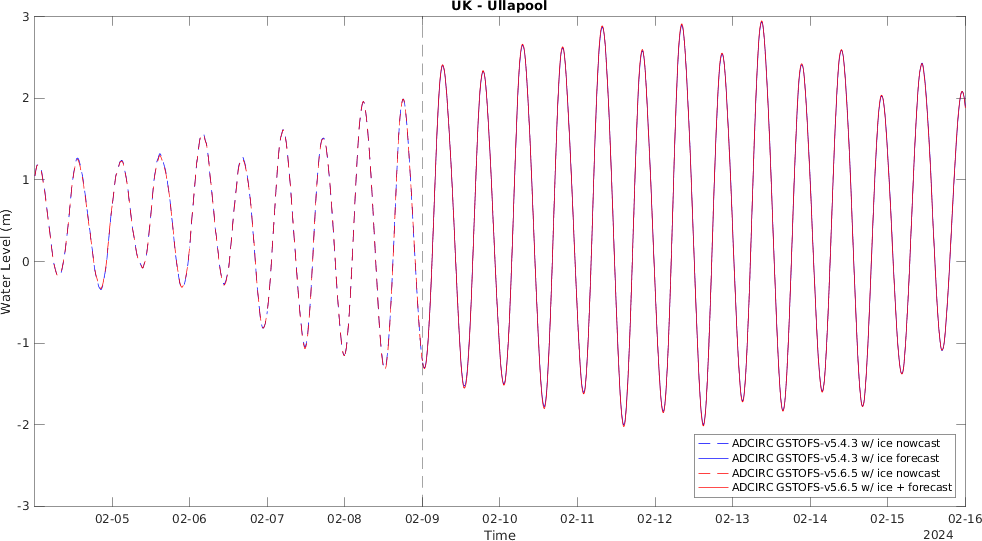 UK - Ullapool
3
2
1
0
-1
-2
-3
Water Level (m)
02-05 02-06 02-07 02-08 02-09 02-10 02-11 02-12 02-13 02-14 02-15 02-16
Time
2024
ADCIRC GSTOFS-v5.4.3 w/ ice nowcast
ADCIRC GSTOFS-v5.4.3 w/ ice forecast
ADCIRC GSTOFS-v5.6.5 w/ ice nowcast
ADCIRC GSTOFS-v5.6.5 w/ ice + forecast